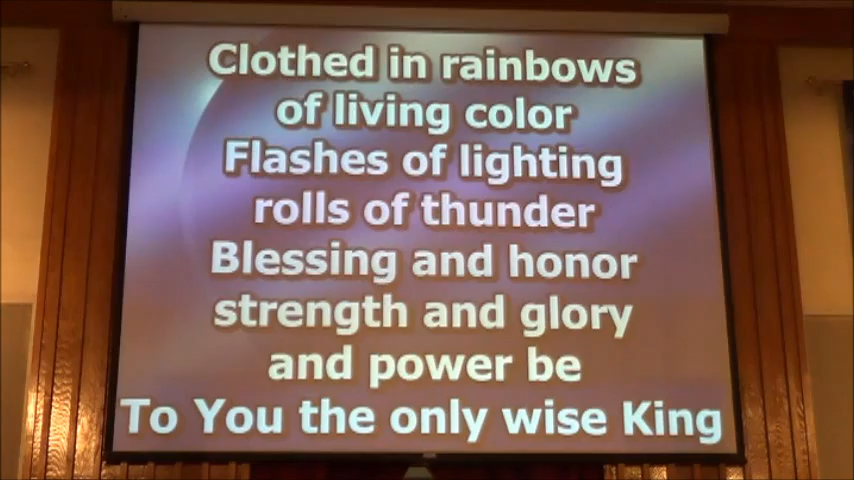 Clothed in rainbows
of living color
Flashes of lighting
rolls of thunder
Blessing and honor
strength and glory
and power be
To You the only wise King